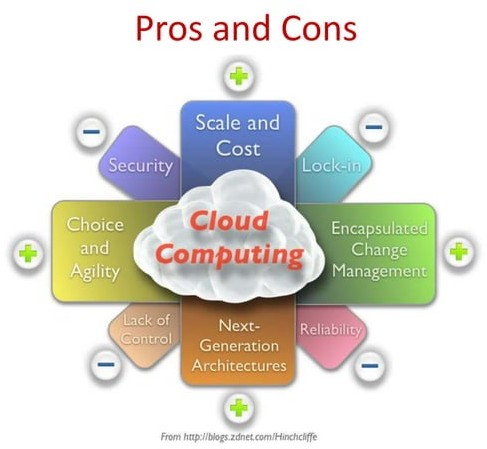 Pros and Cons
Scale and
Cost
Security
Lock-in
Choice
and
Agility
Cloud
Computing
Encapsulated
Change
Management
Lack of
Control
Next-
Generation
Architectures
Reliability
From http://blogs.zdnet.com/Hinchcliffe